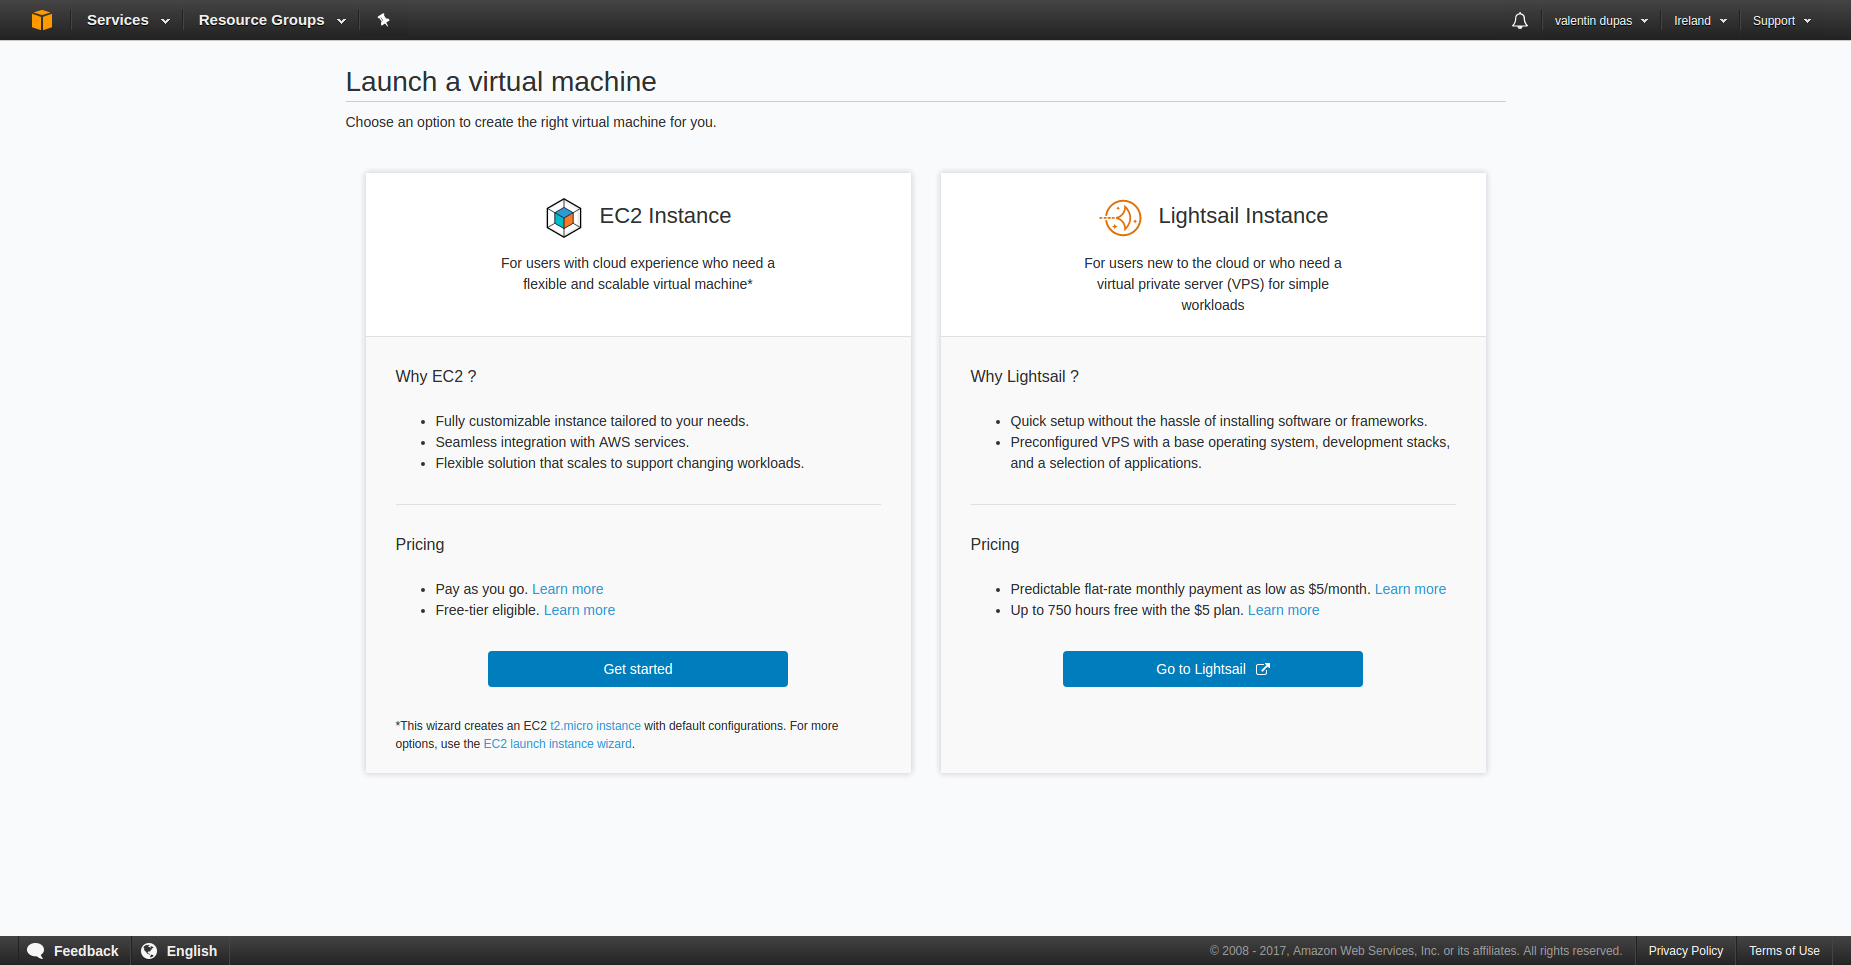 Services
Resource Groups
valentin dupas
Ireland
Support
Launch a virtual machine
Choose an option to create the right virtual machine for you.
EC2 Instance
For users with cloud experience who need a
flexible and scalable virtual machine*
Why EC2 ?
• Fully customizable instance tailored to your needs.
• Seamless integration with AWS services.
• Flexible solution that scales to support changing workloads.
Pricing
• Pay as you go. Learn more
• Free-tier eligible. Learn more
Get started
*This wizard creates an EC2 t2.micro instance with default configurations. For more
options, use the EC2 launch instance wizard.
Lightsail Instance
For users new to the cloud or who need a
virtual private server (VPS) for simple
workloads
Why Lightsail ?
• Quick setup without the hassle of installing software or frameworks.
• Preconfigured VPS with a base operating system, development stacks,
and a selection of applications.
Pricing
• Predictable flat-rate monthly payment as low as $5/month. Learn more
• Up to 750 hours free with the $5 plan. Learn more
Go to Lightsail
Feedback
English
© 2008 - 2017, Amazon Web Services, Inc. or its affiliates. All rights reserved.
Privacy Policy
Terms of Use